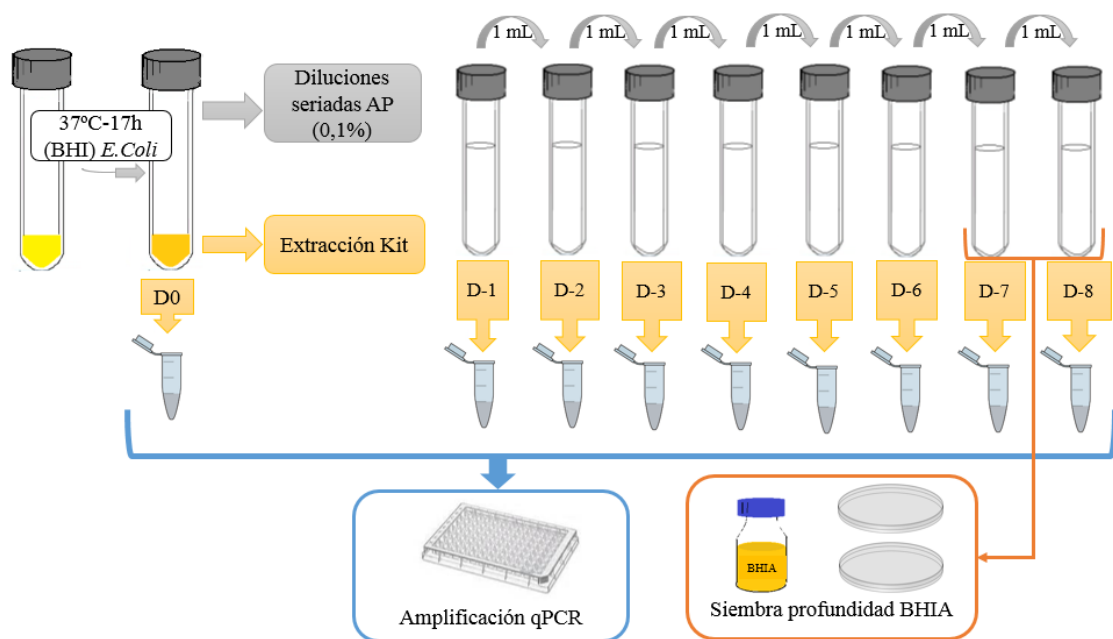 1 mL
1 mL
1 mL
1 mL
1 mL
1 mL
1 mL
37ºC-17h
(BHI) E.Coli
Diluciones
seriadas AP
(0,1%)
Extracción Kit
D0
D-1
D-2
D-3
D-4
D-5
D-6
D-7
D-8
Amplificación qPCR
BHIA
Siembra profundidad BHIA